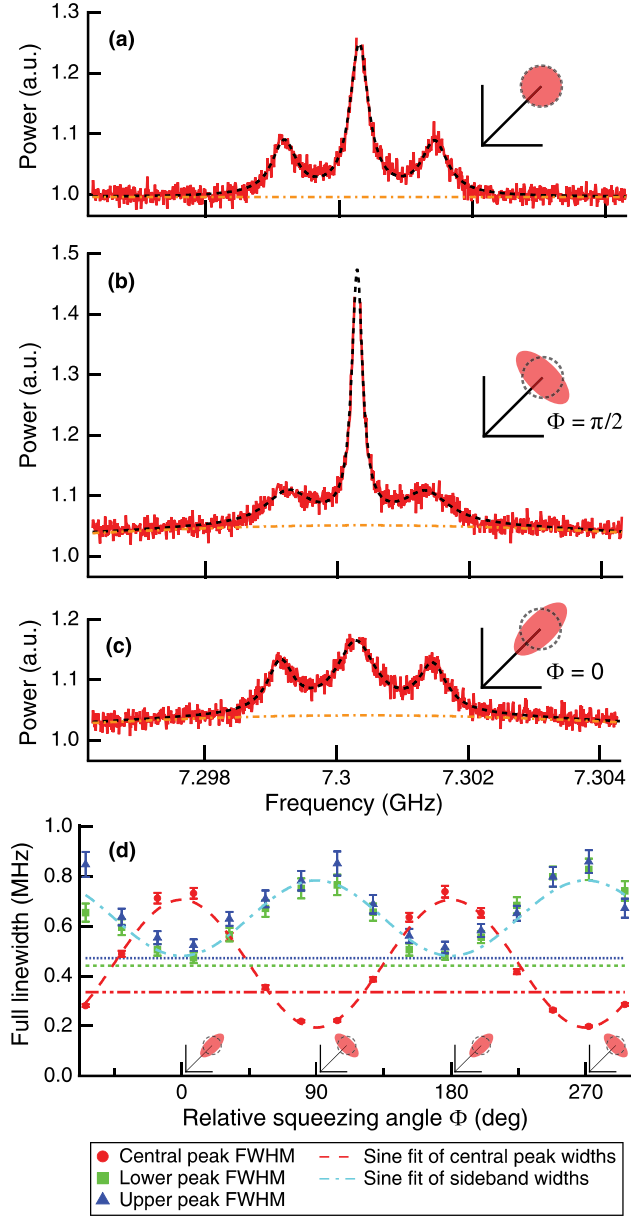 1.3
(a)
1.2
1.1
1.0
Power (a.u.)
1.5
(b)
1.4
1.3
1.2
1.1
1.0
Power (a.u.)
Φ = π/2
1.2
(c)
1.1
1.0
Power (a.u.)
Φ = 0
7.298
7.3
7.302
7.304
Frequency (GHz)
1.0
(d)
0.8
0.6
0.4
0.2
0.0
Full linewidth (MHz)
0
90
180
270
Relative squeezing angle Φ (deg)
Central peak FWHM
Lower peak FWHM
Upper peak FWHM
Sine fit of central peak widths
Sine fit of sideband widths